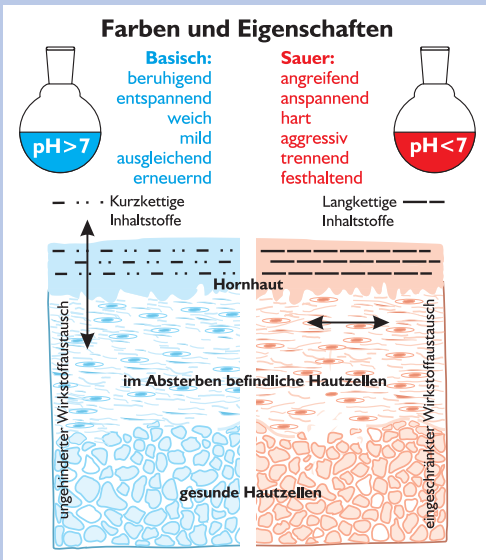 Farben und Eigenschaften
Basisch:
beruhigend
entspannend
weich
mild
ausgleichend
erneuernd
pH>7
Sauer:
angreifend
anspannend
hart
aggressiv
trennend
festhaltend
pH<7
Kurzkettige
Inhaltstoffe
Langkettige
Inhaltstoffe
Hornhaut
ungehinderter Wirkstoffaustausch
im Absterben befindliche Hautzellen
eingeschränkter Wirkstoffaustausch
gesunde Hautzellen